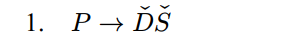 1. P → ĎŠ